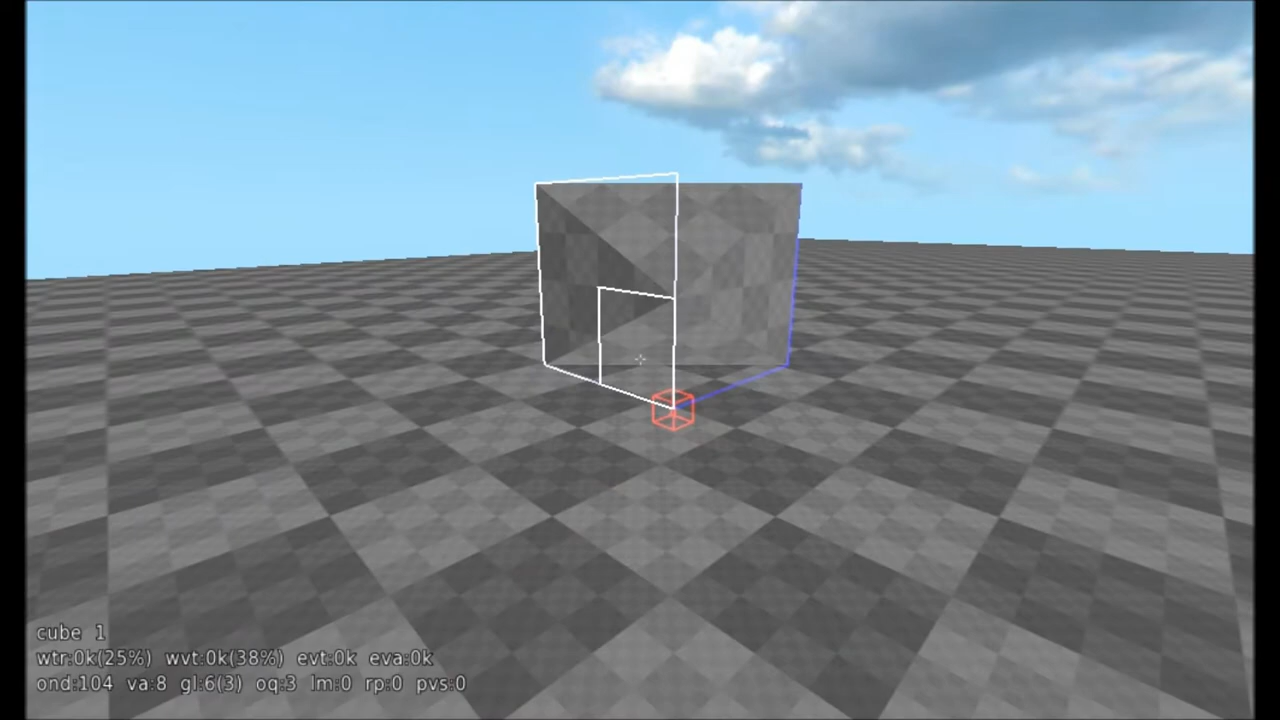 cube 1
wtr:0k(25%) wvt:0k(38%) evt:0k eva:0k
ond:104 va:8 gl:6(3) oq:3 lm:0 rp:0 pvs:0